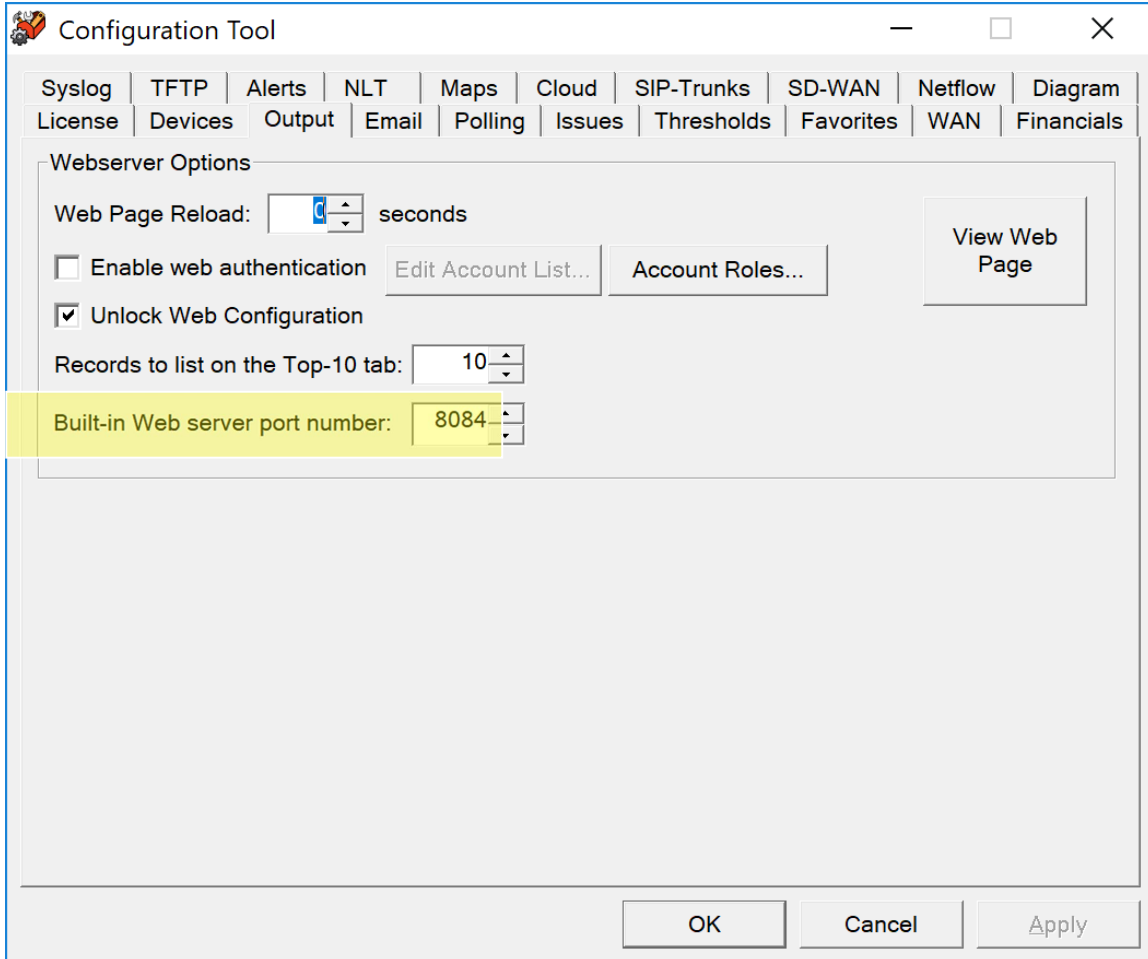 Configuration Tool
Syslog TFTP Alerts NLT Maps Cloud SIP-Trunks SD-WAN Netflow Diagram
License Devices Output Email Polling Issues Thresholds Favorites WAN Financials
Webserver Options
Web Page Reload: 0 seconds
View Web
Page
Enable web authentication Edit Account List... Account Roles...
Unlock Web Configuration
Records to list on the Top-10 tab: 10
Built-in Web server port number: 8084
OK Cancel Apply